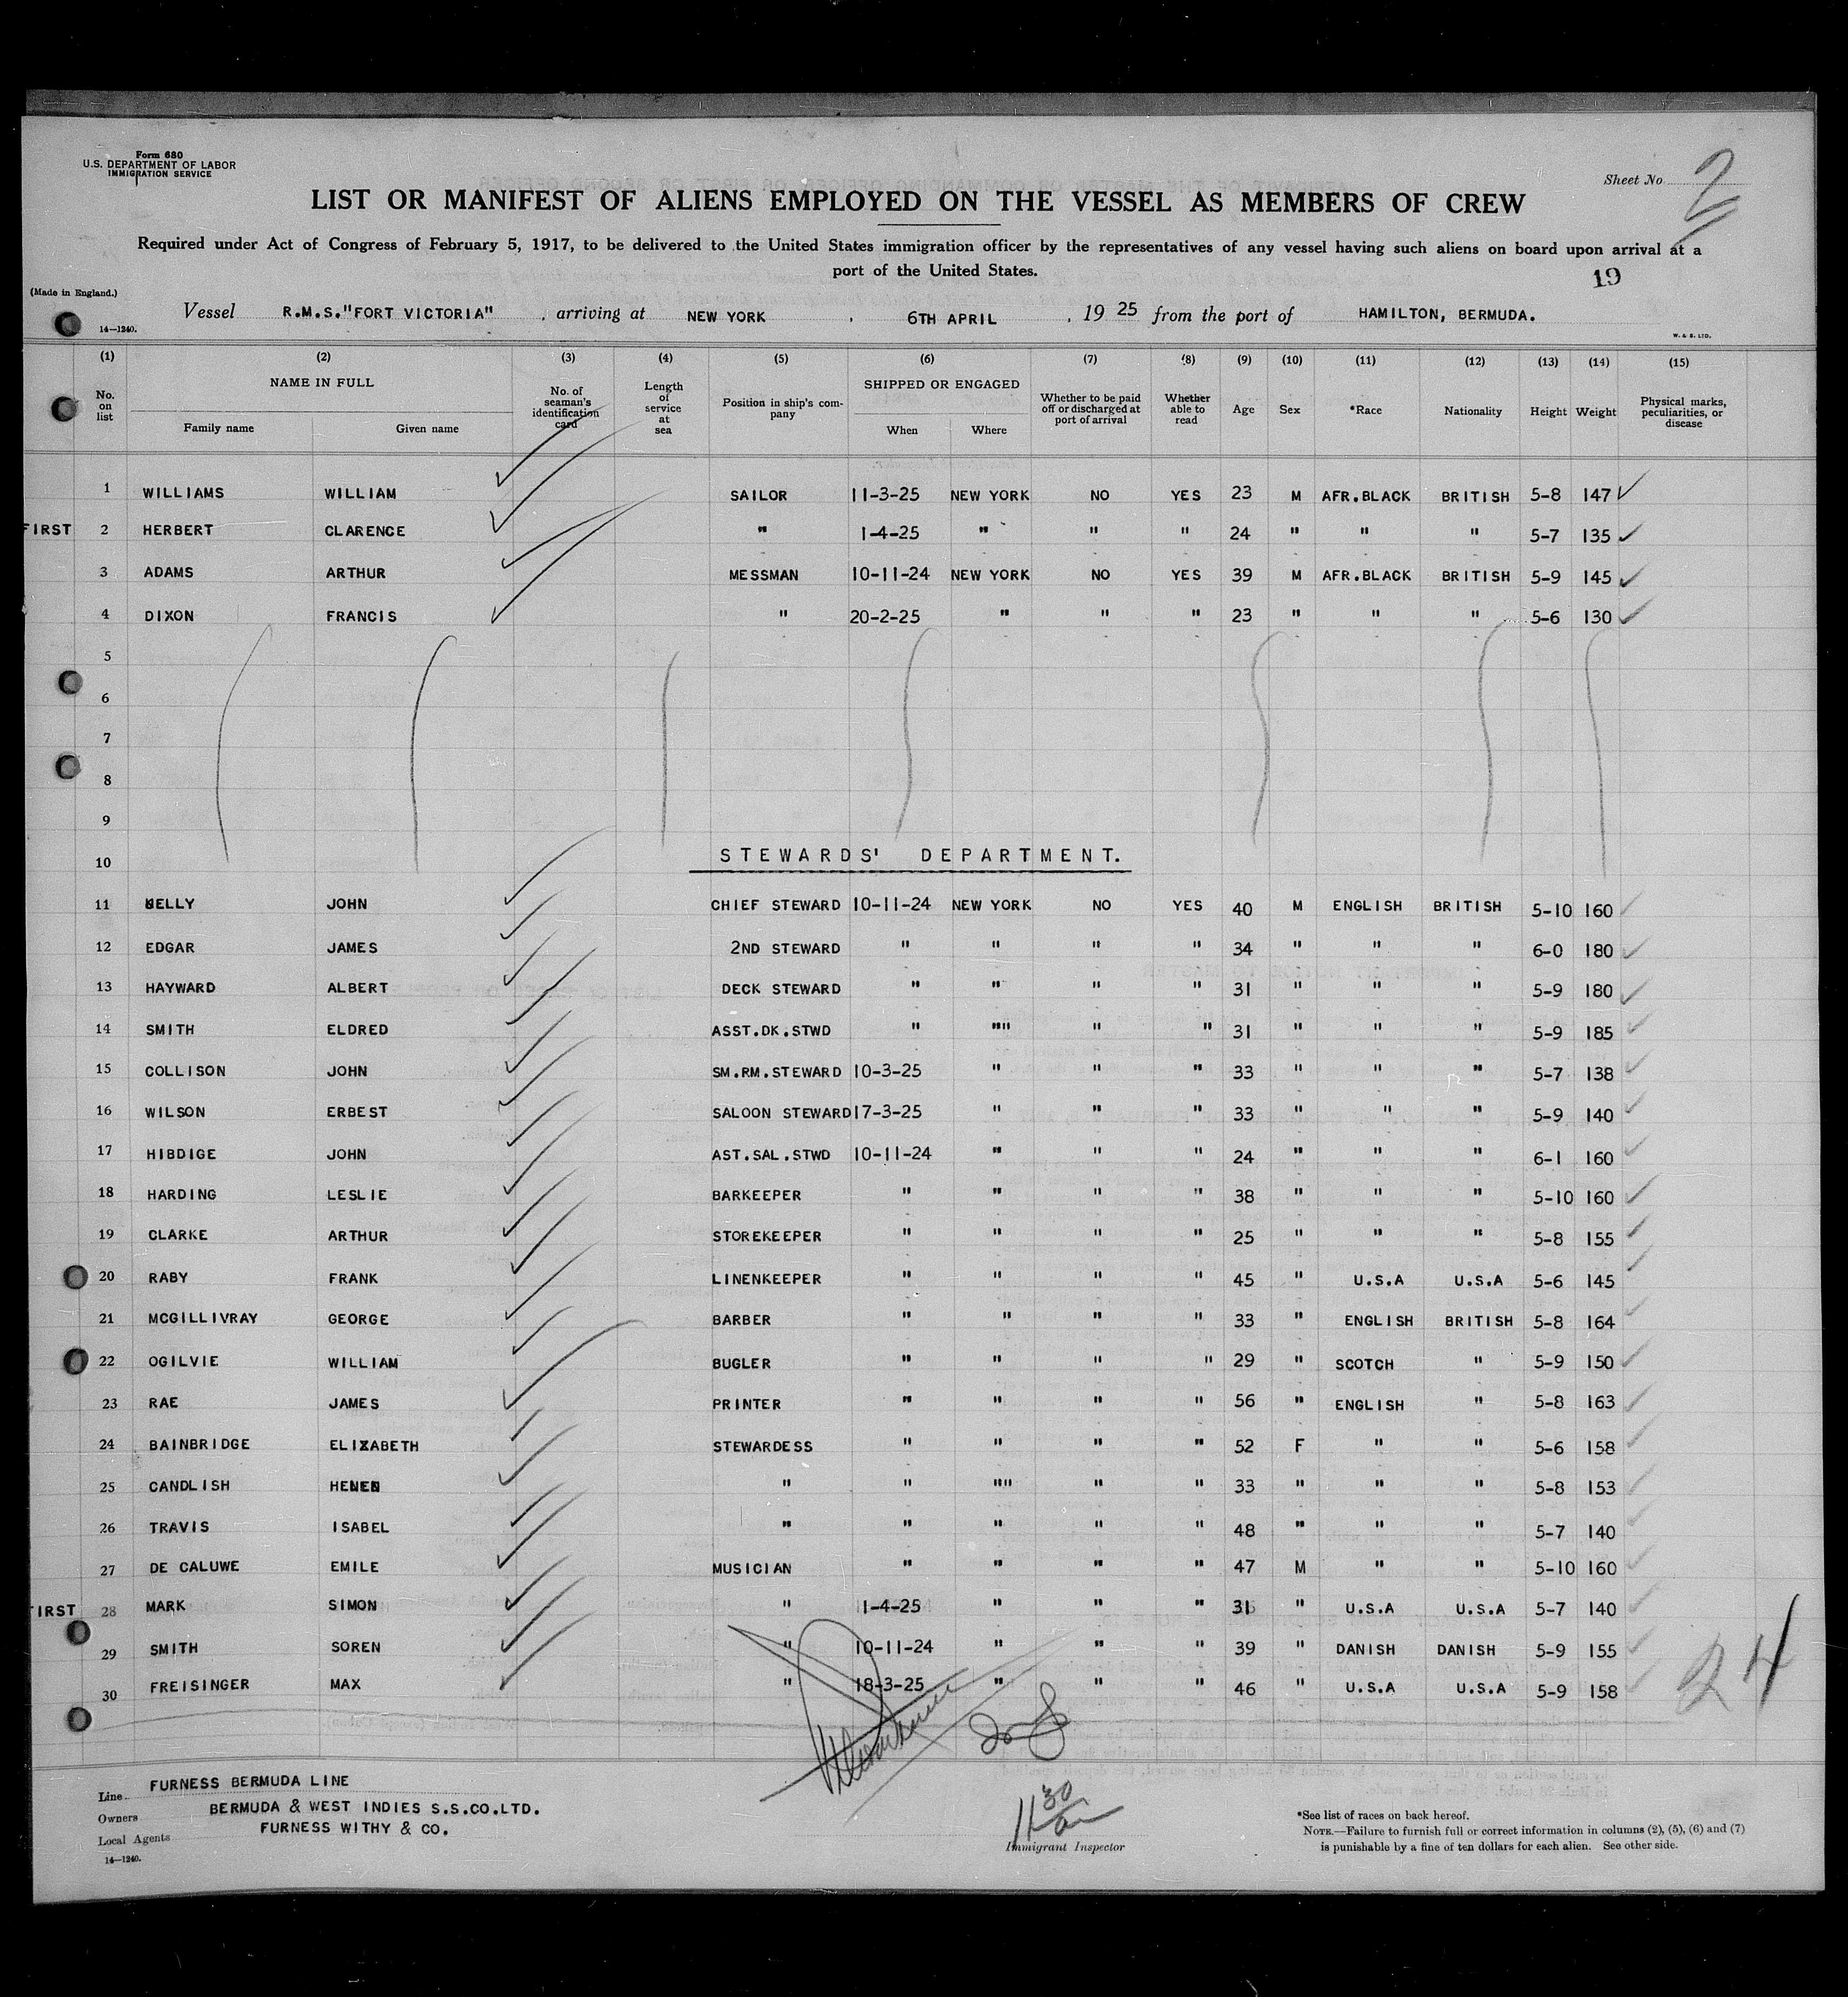 Form 680
U.S. DEPARTMENT OF LABOR
IMMIGRATION SERVICE
Sheet No 2
LIST OR MANIFEST OF ALIENS EMPLOYED ON THE VESSEL AS MEMBERS OF CREW
Required under Act of Congress of February 5, 1917, to be delivered to the United States immigration officer by the representatives of any vessel having such aliens on board upon arrival at a
port of the United States.
19
(Made in England.)
14—1240.
Vessel R.M.S."FORT VICTORIA" , arriving at NEW YORK , 6TH APRIL , 19 25 from the port of HAMILTON, BERMUDA.
W. & S. LTD.
(1) (2) (3) (4) (5) (6) (7) (8) (9) (10) (11) (12) (13) (14) (15)
No. on list NAME IN FULL Family name Given name No. of seaman's identification card Length of service at sea Position in ship's company SHIPPED OR ENGAGED When Where Whether to be paid off or discharged at port of arrival Whether able to read Age Sex *Race Nationality Height Weight Physical marks, peculiarities, or disease
1 WILLIAMS WILLIAM SAILOR 11-3-25 NEW YORK NO YES 23 M AFR.BLACK BRITISH 5-8 147
FIRST 2 HERBERT CLARENCE " 1-4-25 " " " 24 " " " 5-7 135
3 ADAMS ARTHUR MESSMAN 10-11-24 NEW YORK NO YES 39 M AFR.BLACK BRITISH 5-9 145
4 DIXON FRANCIS " 20-2-25 " " " 23 " " " 5-6 130
5
6
7
8
9
10 STEWARDS' DEPARTMENT.
11 KELLY JOHN CHIEF STEWARD 10-11-24 NEW YORK NO YES 40 M ENGLISH BRITISH 5-10 160
12 EDGAR JAMES 2ND STEWARD " " " " 34 " " " 6-0 180
13 HAYWARD ALBERT DECK STEWARD " " " " 31 " " " 5-9 180
14 SMITH ELDRED ASST.DK.STWD " "" " " 31 " " " 5-9 185
15 COLLISON JOHN SM.RM.STEWARD 10-3-25 " " " 33 " " " 5-7 138
16 WILSON ERBEST SALOON STEWARD 17-3-25 " " " 33 " " " 5-9 140
17 HIBDIGE JOHN AST.SAL.STWD 10-11-24 " " " 24 " " " 6-1 160
18 HARDING LESLIE BARKEEPER " " " " 38 " " " 5-10 160
19 CLARKE ARTHUR STOREKEEPER " " " " 25 " " " 5-8 155
20 RABY FRANK LINENKEEPER " " " " 45 " U.S.A U.S.A 5-6 145
21 MCGILLIVRAY GEORGE BARBER " " " " 33 " ENGLISH BRITISH 5-8 164
22 OGILVIE WILLIAM BUGLER " " " " 29 " SCOTCH " 5-9 150
23 RAE JAMES PRINTER " " " " 56 " ENGLISH " 5-8 163
24 BAINBRIDGE ELIZABETH STEWARDESS " " " " 52 F " " 5-6 158
25 CANDLISH HELEN " " "" " " 33 " " " 5-8 153
26 TRAVIS ISABEL " " " " " 48 " " " 5-7 140
27 DE CALUWE EMILE MUSICIAN " " " " 47 M " " 5-10 160
FIRST 28 MARK SIMON " 1-4-25 " " " 31 " U.S.A U.S.A 5-7 140
29 SMITH SOREN " 10-11-24 " " " 39 " DANISH DANISH 5-9 155
30 FREISINGER MAX " 18-3-25 " " " 46 " U.S.A U.S.A 5-9 158
24
Line FURNESS BERMUDA LINE
Owners BERMUDA & WEST INDIES S.S.CO.LTD.
Local Agents FURNESS WITHY & CO.
14—1240.
11 30 am
Immigrant Inspector
*See list of races on back hereof.
NOTE.—Failure to furnish full or correct information in columns (2), (5), (6) and (7)
is punishable by a fine of ten dollars for each alien. See other side.